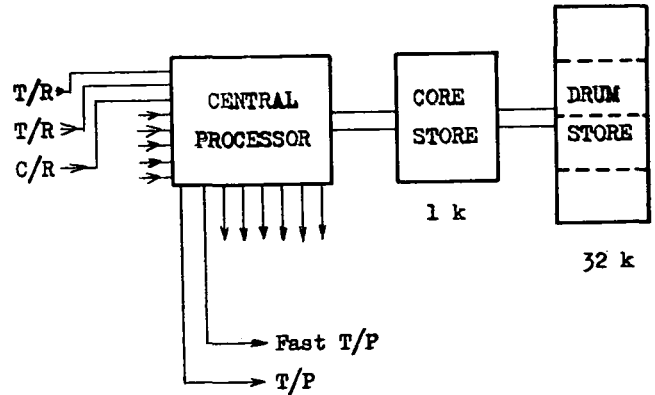 T/R
T/R
C/R
CENTRAL
PROCESSOR
CORE
STORE
1 k
DRUM
STORE
32 k
Fast T/P
T/P